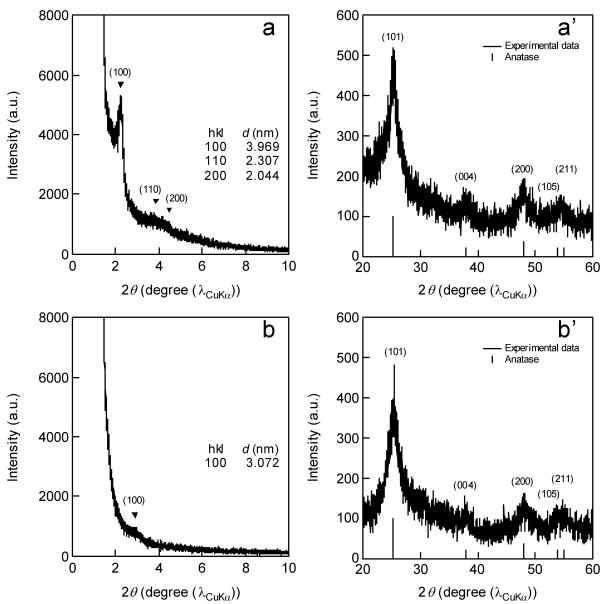 a
8000
6000
4000
2000
0
Intensity (a.u.)
(100)
(110)
(200)
hkl d (nm)
100 3.969
110 2.307
200 2.044
0 2 4 6 8 10
2θ (degree (λCuKα))
a’
600
500
400
300
200
100
0
Intensity (a.u.)
(101)
Experimental data
Anatase
(004)
(200)
(105)
(211)
20 30 40 50 60
2θ (degree (λCuKα))
b
8000
6000
4000
2000
0
Intensity (a.u.)
hkl d (nm)
100 3.072
(100)
0 2 4 6 8 10
2θ (degree (λCuKα))
b’
600
500
400
300
200
100
0
Intensity (a.u.)
(101)
Experimental data
Anatase
(004)
(200)
(105)
(211)
20 30 40 50 60
2θ (degree (λCuKα))